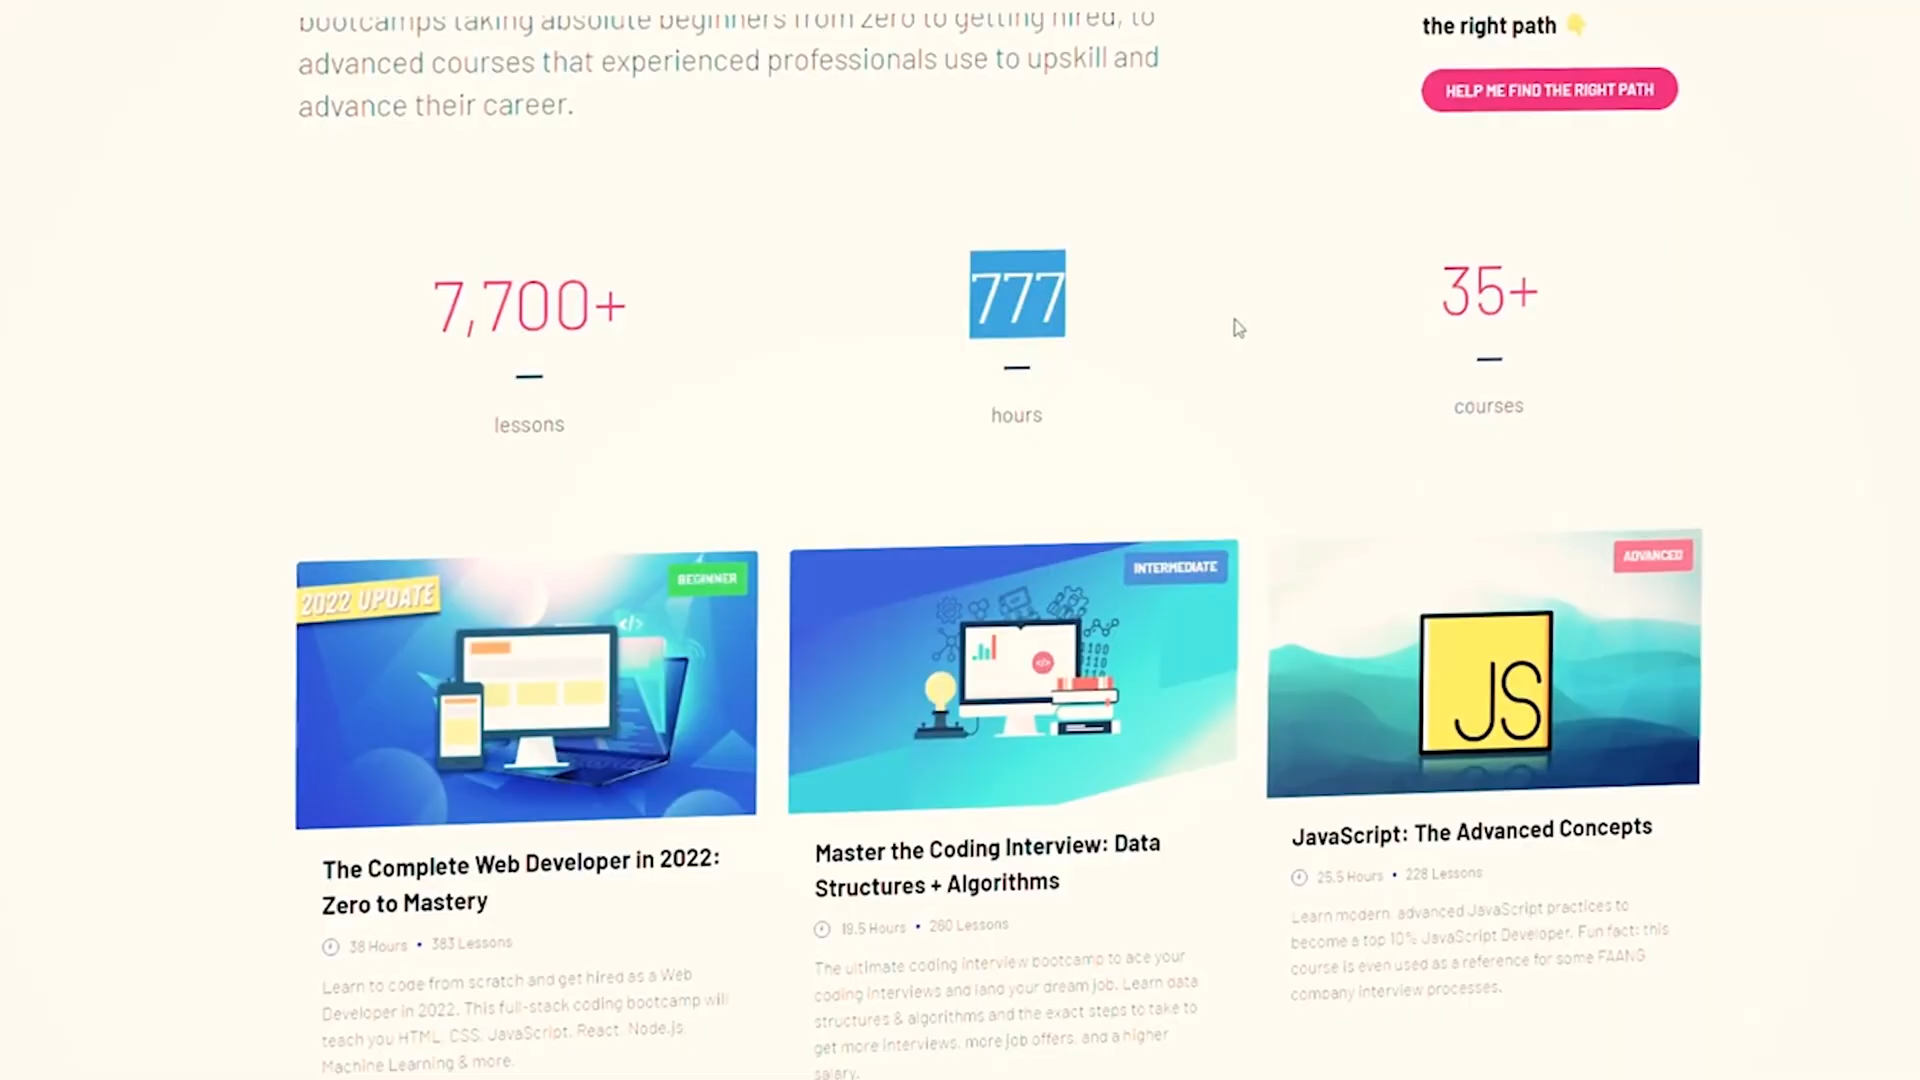 bootcamps taking absolute beginners from zero to getting hired, to
advanced courses that experienced professionals use to upskill and
advance their career.
the right path
HELP ME FIND THE RIGHT PATH
7,700+
lessons
777
hours
35+
courses
2022 UPDATE
BEGINNER
</>
The Complete Web Developer in 2022:
Zero to Mastery
38 Hours • 383 Lessons
Learn to code from scratch and get hired as a Web
Developer in 2022. This full-stack coding bootcamp will
teach you HTML, CSS, JavaScript, React, Node.js,
Machine Learning & more.
INTERMEDIATE
</>
Master the Coding Interview: Data
Structures + Algorithms
19.5 Hours • 260 Lessons
The ultimate coding interview bootcamp to ace your
coding interviews and land your dream job. Learn data
structures & algorithms and the exact steps to take to
get more interviews, more job offers, and a higher
salary.
ADVANCED
JS
JavaScript: The Advanced Concepts
25.5 Hours • 228 Lessons
Learn modern, advanced JavaScript practices to
become a top 10% JavaScript Developer. Fun fact: this
course is even used as a reference for some FAANG
company interview processes.